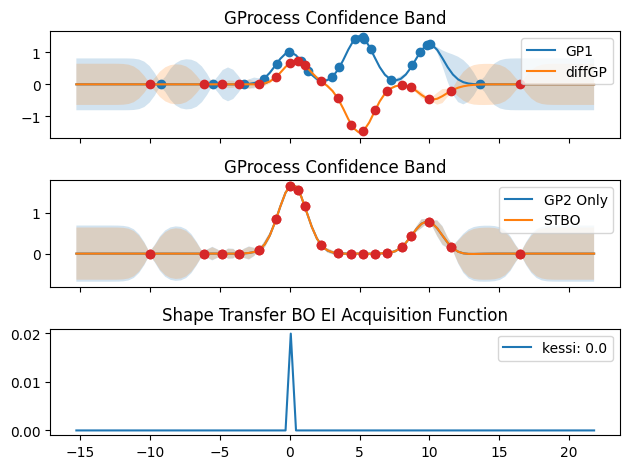 GProcess Confidence Band
1
0
−1
GP1
diffGP
GProcess Confidence Band
1
0
GP2 Only
STBO
Shape Transfer BO EI Acquisition Function
0.02
0.01
0.00
kessi: 0.0
−15 −10 −5 0 5 10 15 20